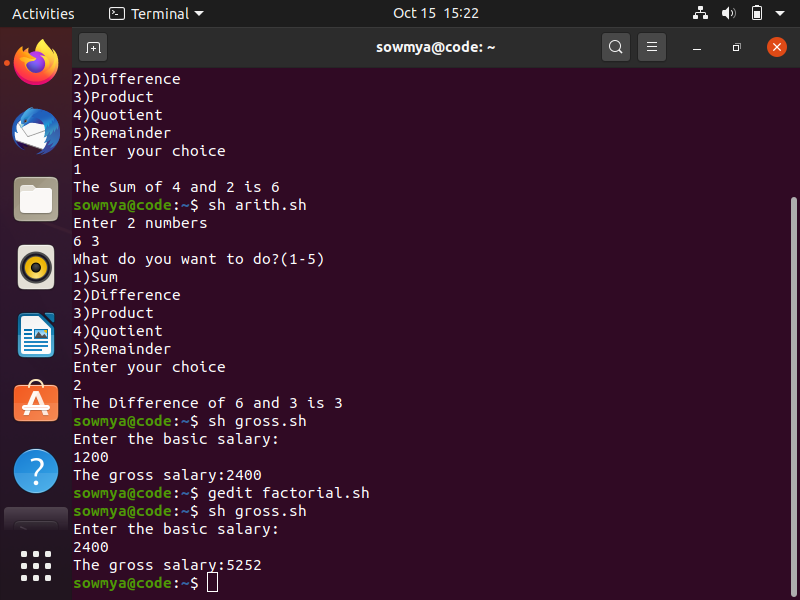 Activities
Terminal
Oct 15 15:22
sowmya@code: ~
2)Difference
3)Product
4)Quotient
5)Remainder
Enter your choice
1
The Sum of 4 and 2 is 6
sowmya@code:~$ sh arith.sh
Enter 2 numbers
6 3
What do you want to do?(1-5)
1)Sum
2)Difference
3)Product
4)Quotient
5)Remainder
Enter your choice
2
The Difference of 6 and 3 is 3
sowmya@code:~$ sh gross.sh
Enter the basic salary:
1200
The gross salary:2400
sowmya@code:~$ gedit factorial.sh
sowmya@code:~$ sh gross.sh
Enter the basic salary:
2400
The gross salary:5252
sowmya@code:~$